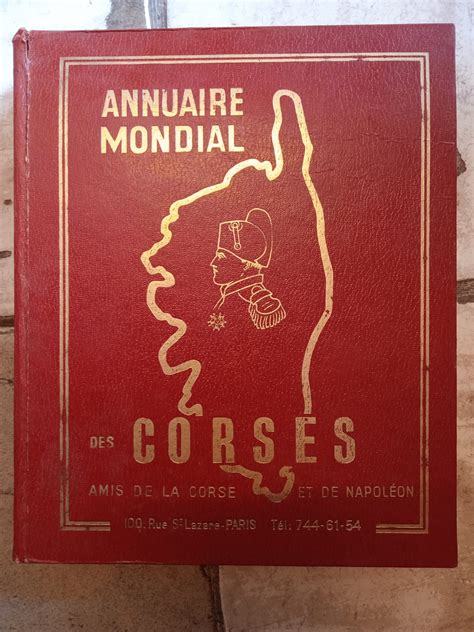 ANNUAIRE
MONDIAL
DES CORSES
AMIS DE LA CORSE ET DE NAPOLÉON
100, Rue St Lazare-PARIS Tél: 744-61-54